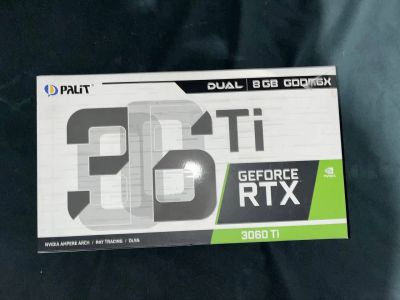 PALIT
DUAL 8GB GDDR6X
3060 Ti
GEFORCE
RTX
NVIDIA
3060 Ti
NVIDIA AMPERE ARCH / RAY TRACING / DLSS